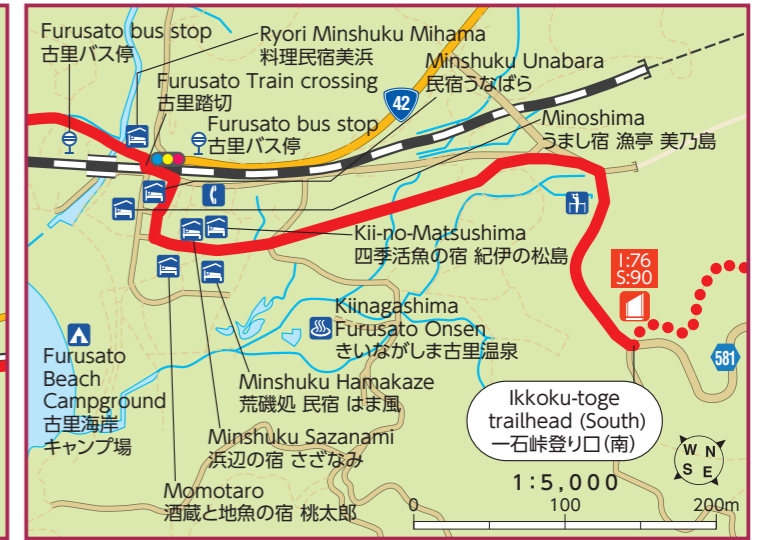 Furusato bus stop
古里バス停
Ryori Minshuku Mihama
料理民宿美浜
Minshuku Unabara
民宿うなばら
Furusato Train crossing
古里踏切
42
Furusato bus stop
古里バス停
Minoshima
うまし宿 漁亭 美乃島
Kii-no-Matsushima
四季活魚の宿 紀伊の松島
I:76
S:90
Kiinagashima
Furusato Onsen
きいながしま古里温泉
Furusato
Beach
Campground
古里海岸
キャンプ場
581
Minshuku Hamakaze
荒磯処 民宿 はま風
Ikkoku-toge
trailhead (South)
一石峠登り口(南)
Minshuku Sazanami
浜辺の宿 さざなみ
W N
S E
Momotaro
酒蔵と地魚の宿 桃太郎
1:5,000
0 100 200m